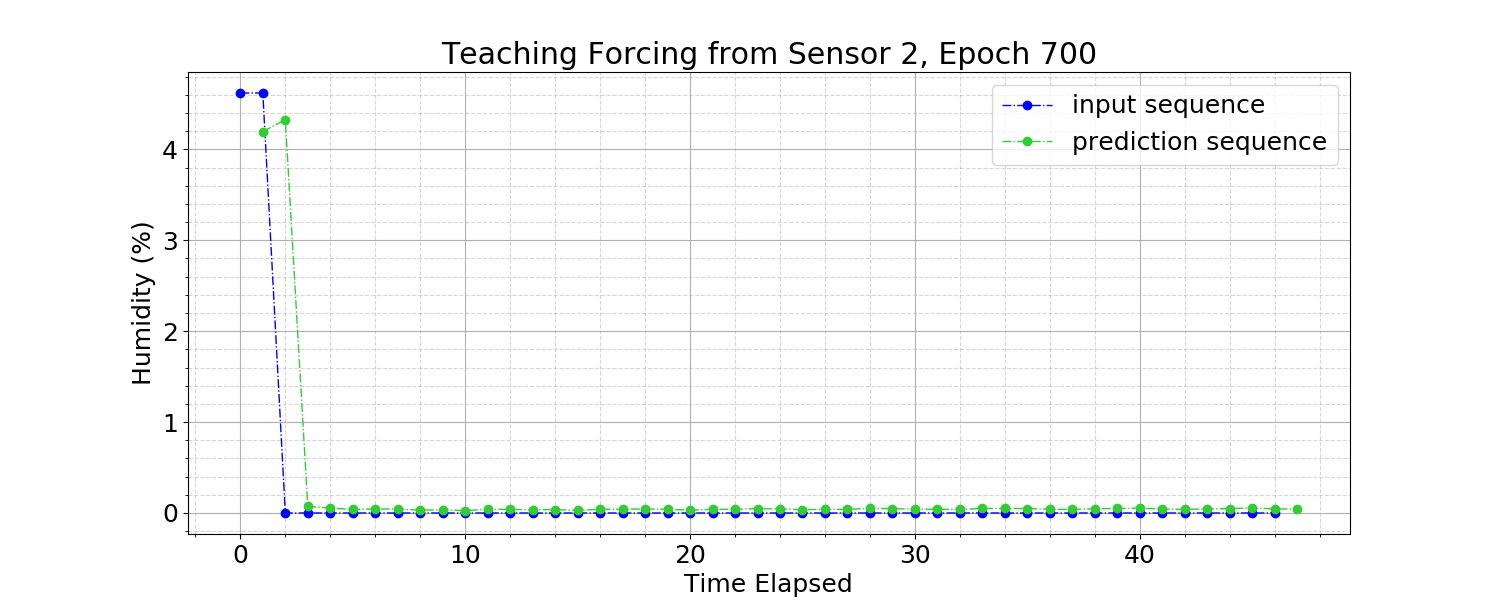 Teaching Forcing from Sensor 2, Epoch 700
input sequence
prediction sequence
Humidity (%)
4
3
2
1
0
0 10 20 30 40
Time Elapsed